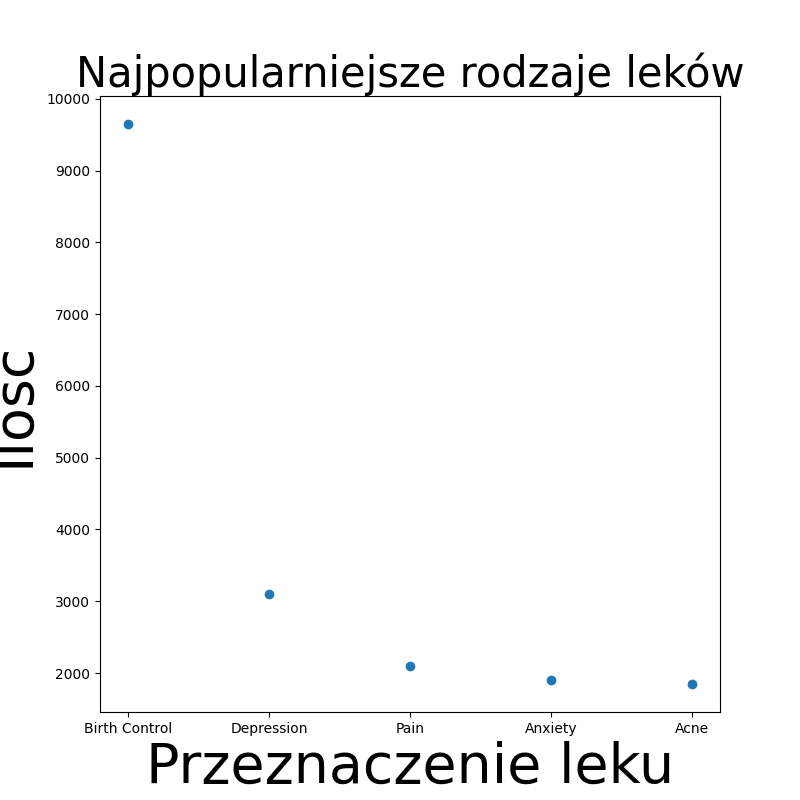 Najpopularniejsze rodzaje leków
10000
9000
8000
7000
6000
5000
4000
3000
2000
Ilosc
Birth Control Depression Pain Anxiety Acne
Przeznaczenie leku